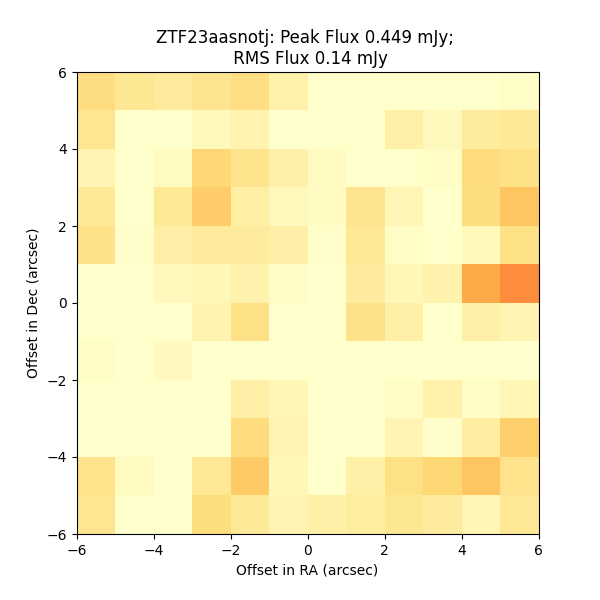 ZTF23aasnotj: Peak Flux 0.449 mJy;
RMS Flux 0.14 mJy
6
4
2
0
−2
−4
−6
Offset in Dec (arcsec)
−6 −4 −2 0 2 4 6
Offset in RA (arcsec)